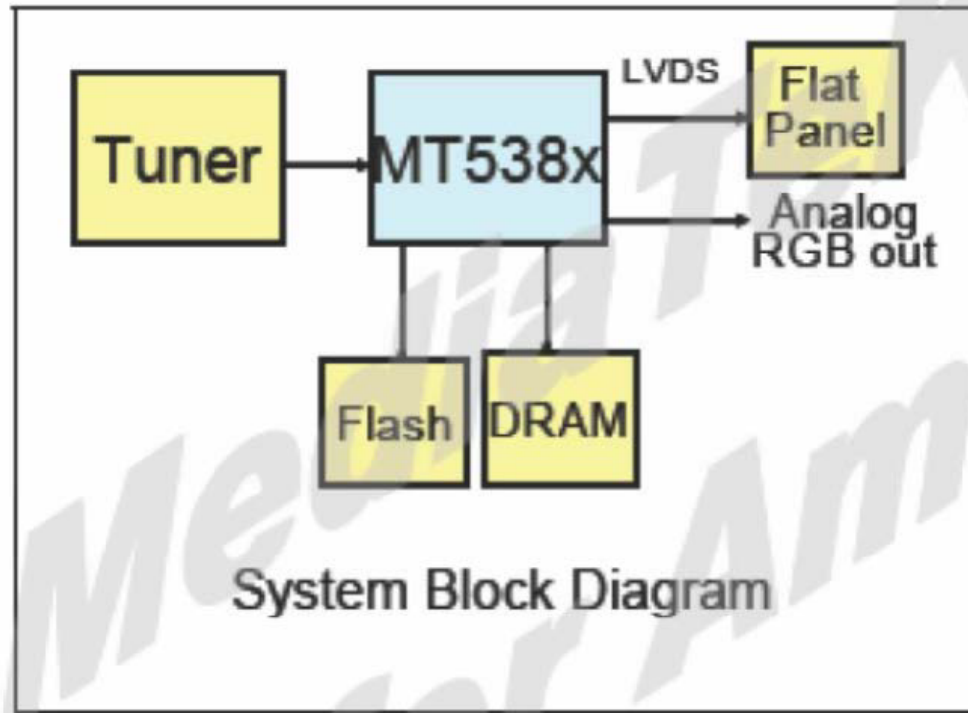 Tuner
MT538x
LVDS
Flat
Panel
Analog
RGB out
Flash
DRAM
System Block Diagram